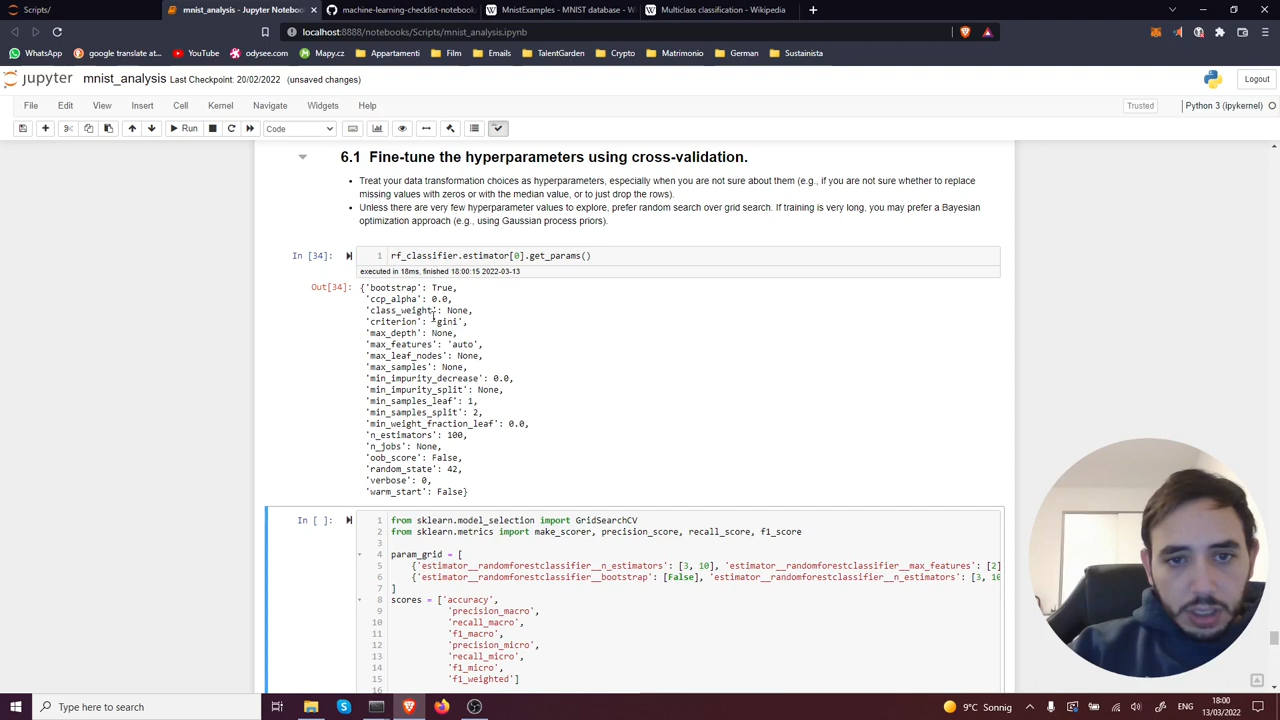 Scripts/
mnist_analysis - Jupyter Noteboo
machine-learning-checklist-notebook
MnistExamples - MNIST database - W
Multiclass classification - Wikipedia
localhost:8888/notebooks/Scripts/mnist_analysis.ipynb
WhatsApp
google translate at...
YouTube
odysee.com
Mapy.cz
Appartamenti
Film
Emails
TalentGarden
Crypto
Matrimonio
German
Sustainista
jupyter
mnist_analysis Last Checkpoint: 20/02/2022 (unsaved changes)
Logout
File
Edit
View
Insert
Cell
Kernel
Navigate
Widgets
Help
Trusted
Python 3 (ipykernel)
Run
Code
6.1 Fine-tune the hyperparameters using cross-validation.
• Treat your data transformation choices as hyperparameters, especially when you are not sure about them (e.g., if you are not sure whether to replace
missing values with zeros or with the median value, or to just drop the rows).
• Unless there are very few hyperparameter values to explore, prefer random search over grid search. If training is very long, you may prefer a Bayesian
optimization approach (e.g., using Gaussian process priors).
In [34]:
1 rf_classifier.estimator[0].get_params()
executed in 18ms, finished 18:00:15 2022-03-13
Out[34]: {'bootstrap': True,
'ccp_alpha': 0.0,
'class_weight': None,
'criterion': 'gini',
'max_depth': None,
'max_features': 'auto',
'max_leaf_nodes': None,
'max_samples': None,
'min_impurity_decrease': 0.0,
'min_impurity_split': None,
'min_samples_leaf': 1,
'min_samples_split': 2,
'min_weight_fraction_leaf': 0.0,
'n_estimators': 100,
'n_jobs': None,
'oob_score': False,
'random_state': 42,
'verbose': 0,
'warm_start': False}
In [ ]:
1 from sklearn.model_selection import GridSearchCV
2 from sklearn.metrics import make_scorer, precision_score, recall_score, f1_score
3
4 param_grid = [
5 {'estimator__randomforestclassifier__n_estimators': [3, 10], 'estimator__randomforestclassifier__max_features': [2]
6 {'estimator__randomforestclassifier__bootstrap': [False], 'estimator__randomforestclassifier__n_estimators': [3, 10
7 ]
8 scores = ['accuracy',
9 'precision_macro',
10 'recall_macro',
11 'f1_macro',
12 'precision_micro',
13 'recall_micro',
14 'f1_micro',
15 'f1_weighted']
16
Type here to search
9°C Sonnig
ENG
18:00
13/03/2022